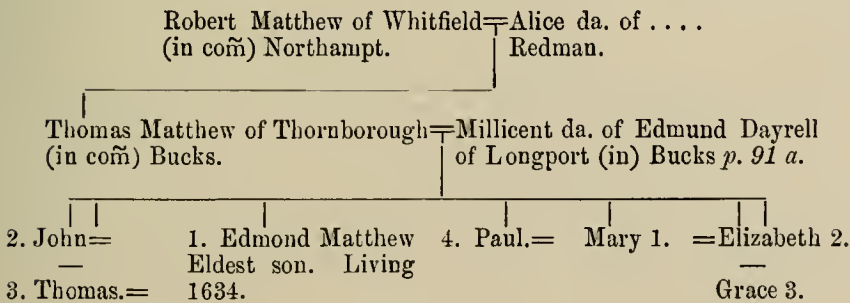 Robert Matthew of Whitfield=Alice da. of . . . .
(in com̃) Northampt. Redman.
Thomas Matthew of Thornborough=Millicent da. of Edmund Dayrell
(in com̃) Bucks. of Longport (in) Bucks p. 91 a.
2. John= 1. Edmond Matthew 4. Paul.= Mary 1. =Elizabeth 2.
— Eldest son. Living —
3. Thomas.= 1634. Grace 3.